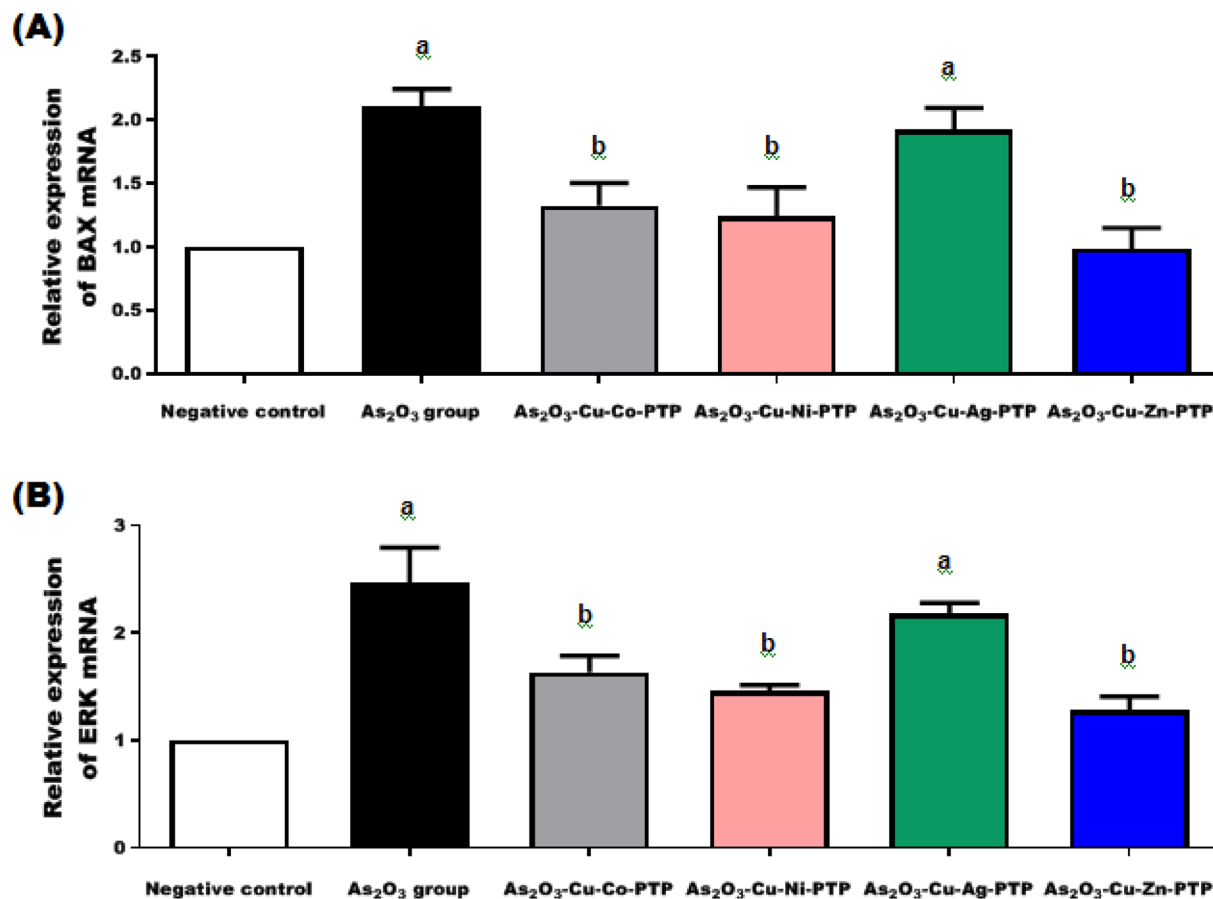 (A)
Relative expression
of BAX mRNA
2.5
2.0
1.5
1.0
0.5
0.0
a
b
b
a
b
Negative control
As₂O₃ group
As₂O₃-Cu-Co-PTP
As₂O₃-Cu-Ni-PTP
As₂O₃-Cu-Ag-PTP
As₂O₃-Cu-Zn-PTP
(B)
Relative expression
of ERK mRNA
3
2
1
0
a
b
b
a
b
Negative control
As₂O₃ group
As₂O₃-Cu-Co-PTP
As₂O₃-Cu-Ni-PTP
As₂O₃-Cu-Ag-PTP
As₂O₃-Cu-Zn-PTP